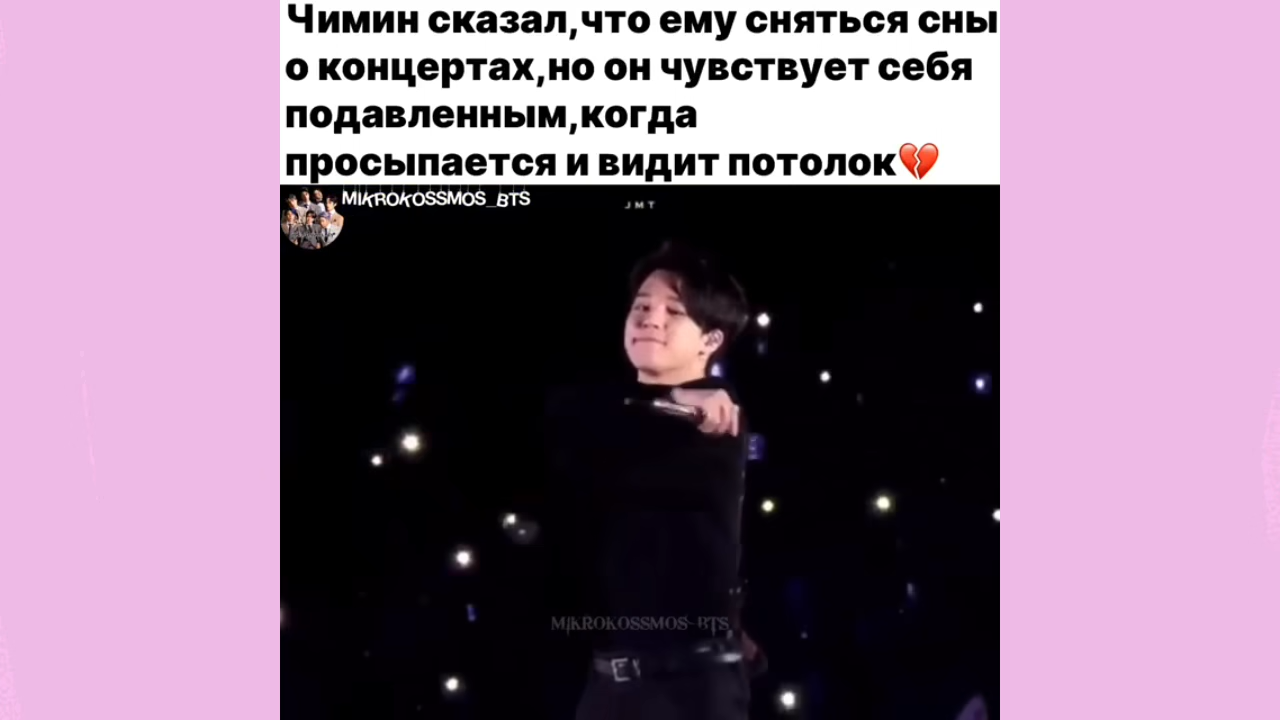 Чимин сказал,что ему сняться сны
о концертах,но он чувствует себя
подавленным,когда
просыпается и видит потолок💔
MIKROKOSSMOS_BTS
JMT
MIKROKOSSMOS-BTS